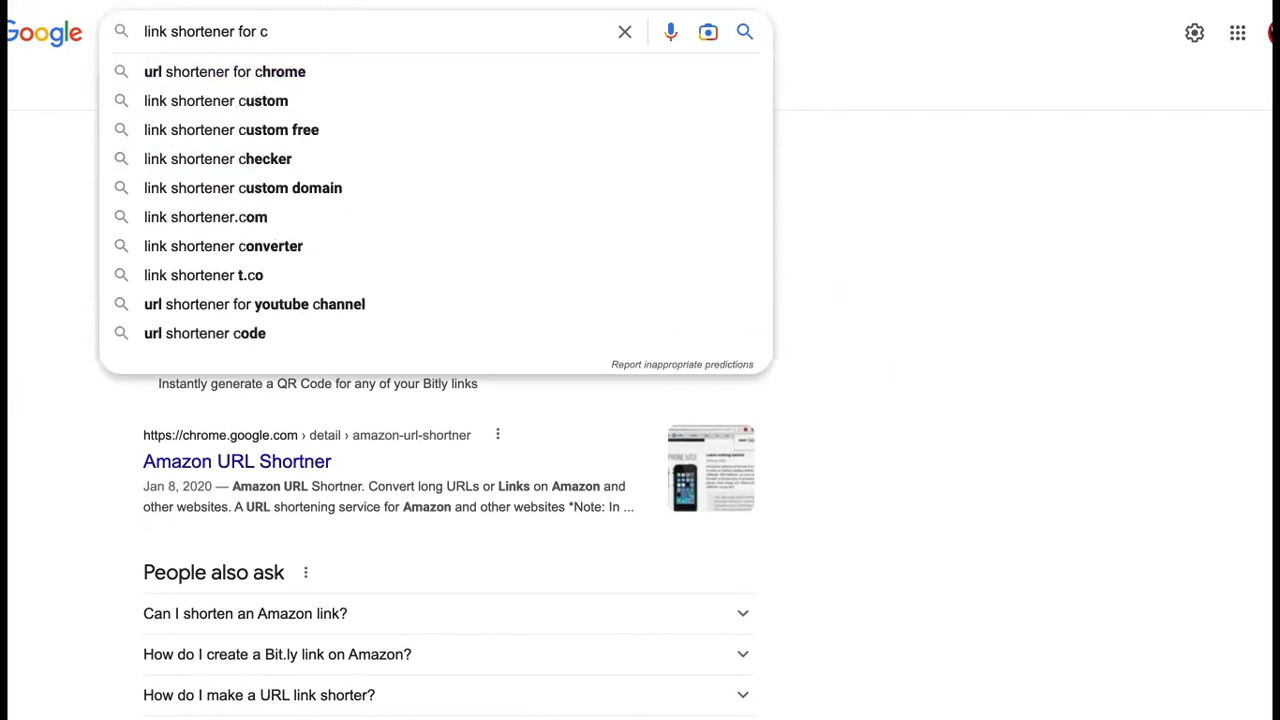 Google
link shortener for c
url shortener for chrome
link shortener custom
link shortener custom free
link shortener checker
link shortener custom domain
link shortener.com
link shortener converter
link shortener t.co
url shortener for youtube channel
url shortener code
Report inappropriate predictions
Instantly generate a QR Code for any of your Bitly links
https://chrome.google.com › detail › amazon-url-shortner
Amazon URL Shortner
Jan 8, 2020 — Amazon URL Shortner. Convert long URLs or Links on Amazon and
other websites. A URL shortening service for Amazon and other websites *Note: In ...
People also ask
Can I shorten an Amazon link?
How do I create a Bit.ly link on Amazon?
How do I make a URL link shorter?